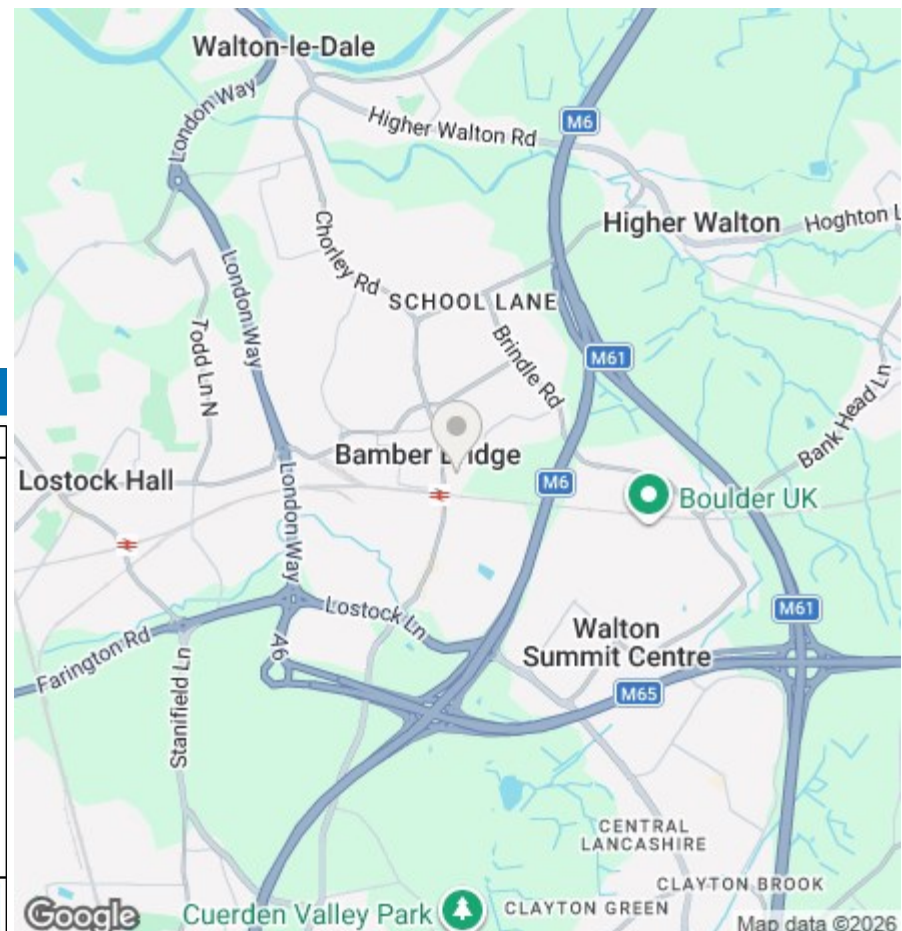 Walton-le-Dale
London Way
Higher Walton Rd
M6
Higher Walton
Hoghton L
Chorley Rd
SCHOOL LANE
London Way
Todd Ln N
Brindle Rd
M61
Bank Head Ln
Bamber Bridge
Lostock Hall
M6
Boulder UK
London Way
Lostock Ln
M61
Farington Rd
A6
Walton
Summit Centre
M65
Stanifield Ln
CENTRAL
LANCASHIRE
CLAYTON BROOK
Google
Cuerden Valley Park
CLAYTON GREEN
Map data ©2026